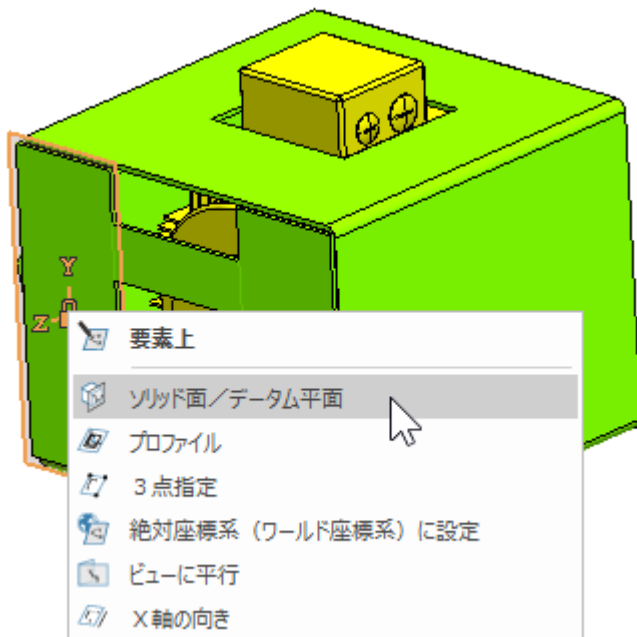 Y
Z
要素上
ソリッド面／データム平面
プロファイル
３点指定
絶対座標系（ワールド座標系）に設定
ビューに平行
X軸の向き